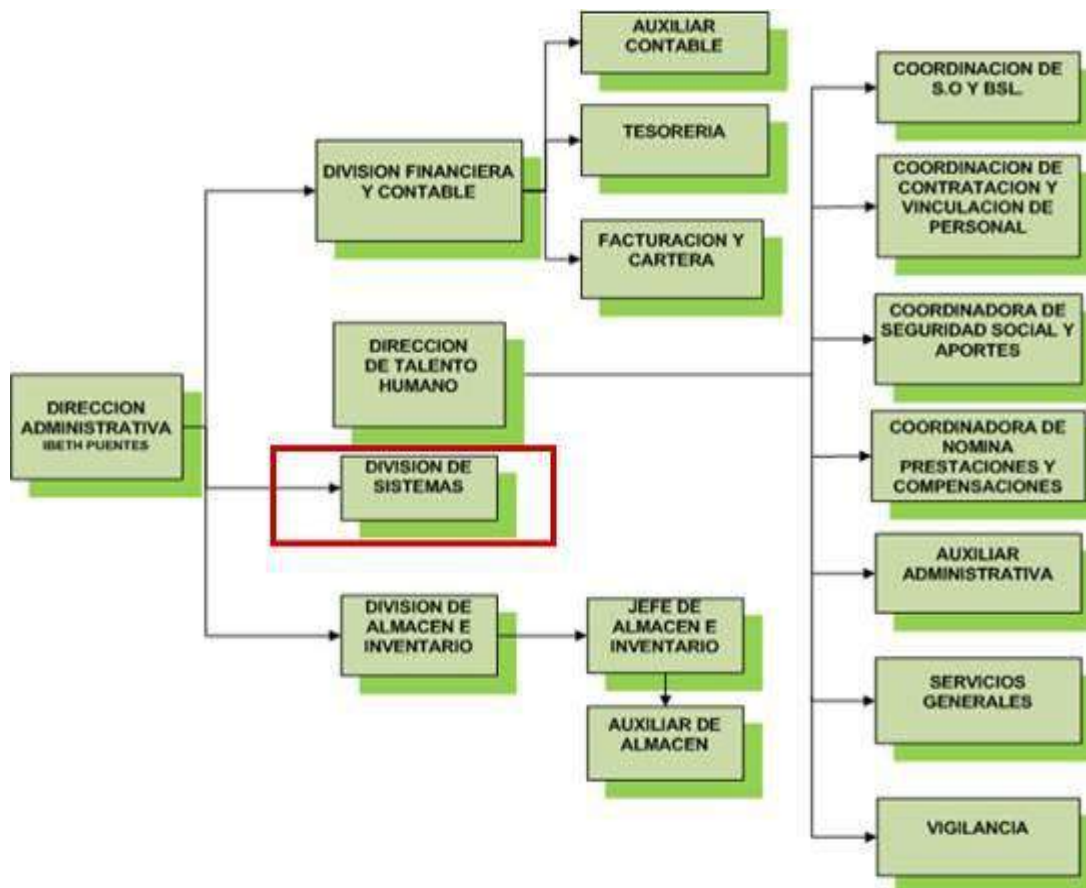 AUXILIAR
CONTABLE
TESORERIA
FACTURACION Y
CARTERA
DIVISION FINANCIERA
Y CONTABLE
DIRECCION
DE TALENTO
HUMANO
DIRECCION
ADMINISTRATIVA
IBETH PUENTES
DIVISION DE
SISTEMAS
DIVISION DE
ALMACEN E
INVENTARIO
JEFE DE
ALMACEN E
INVENTARIO
AUXILIAR DE
ALMACEN
COORDINACION DE
S.O Y BSL.
COORDINACION DE
CONTRATACION Y
VINCULACION DE
PERSONAL
COORDINADORA DE
SEGURIDAD SOCIAL Y
APORTES
COORDINADORA DE
NOMINA
PRESTACIONES Y
COMPENSACIONES
AUXILIAR
ADMINISTRATIVA
SERVICIOS
GENERALES
VIGILANCIA